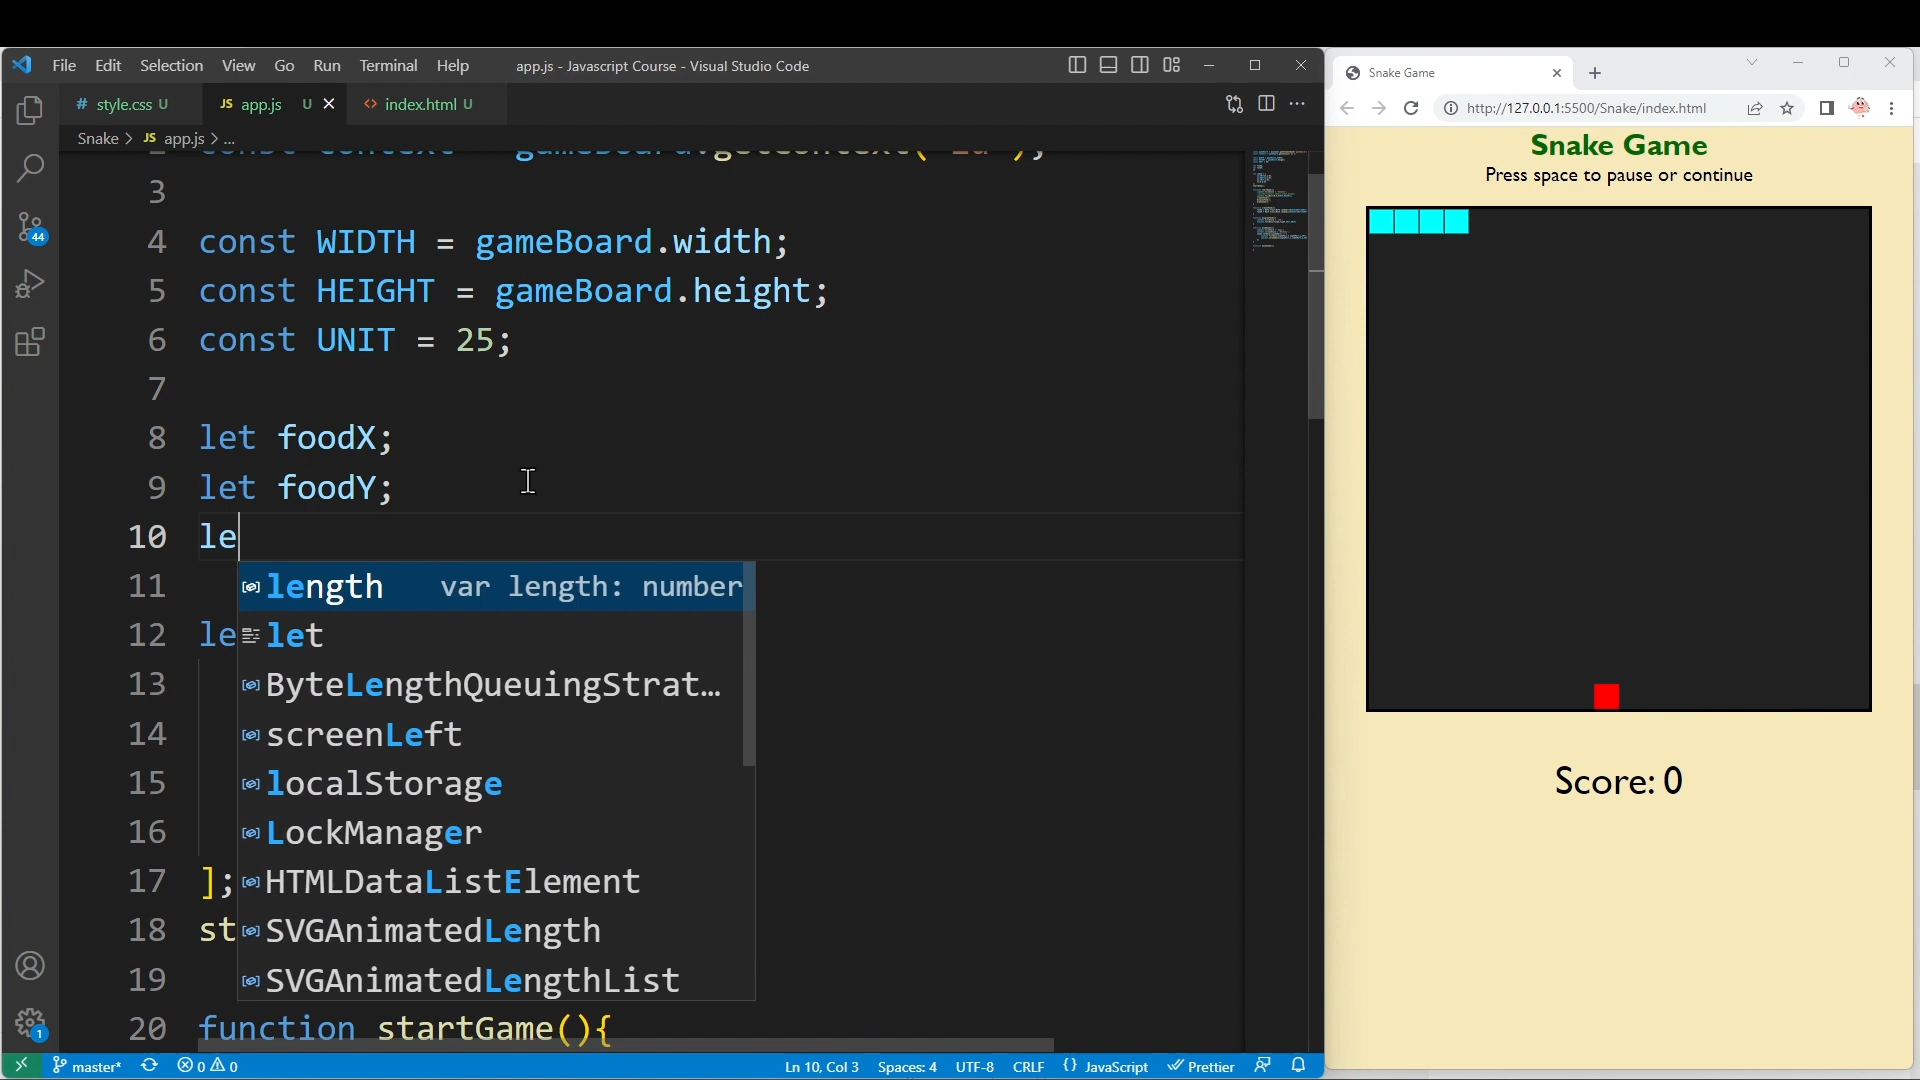 File Edit Selection View Go Run Terminal Help app.js - Javascript Course - Visual Studio Code
# style.css U JS app.js U <> index.html U
Snake > JS app.js > ...
3
4 const WIDTH = gameBoard.width;
5 const HEIGHT = gameBoard.height;
6 const UNIT = 25;
7
8 let foodX;
9 let foodY;
10 le
length var length: number
11
12 le
let
13
ByteLengthQueuingStrat...
14
screenLeft
15
localStorage
16
LockManager
17 ];
HTMLDataListElement
18 st
SVGAnimatedLength
19
SVGAnimatedLengthList
20 function startGame(){
44
1
master* 0 0 Ln 10, Col 3 Spaces: 4 UTF-8 CRLF {} JavaScript Prettier
Snake Game
http://127.0.0.1:5500/Snake/index.html
Snake Game
Press space to pause or continue
Score: 0